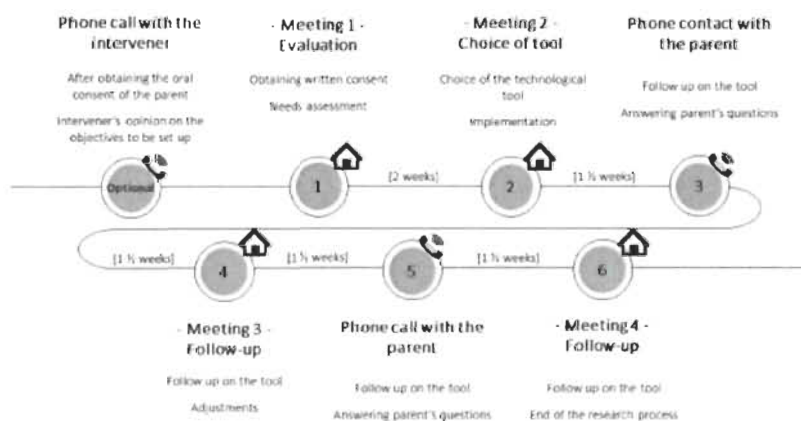 Phone call with the
intervener
After obtaining the oral
consent of the parent
Intervener's opinion on the
objectives to be set up
- Meeting 1 -
Evaluation
Obtaining written consent
Needs assessment
- Meeting 2 -
Choice of tool
Choice of the technological
tool
Implementation
Phone contact with
the parent
Follow up on the tool
Answering parent's questions
Optional
1
[2 weeks]
2
[1 ½ weeks]
3
[1 ½ weeks]
4
[1 ½ weeks]
5
[1 ½ weeks]
6
- Meeting 3 -
Follow-up
Follow up on the tool
Adjustments
Phone call with the
parent
Follow up on the tool
Answering parent's questions
- Meeting 4 -
Follow-up
Follow up on the tool
End of the research process